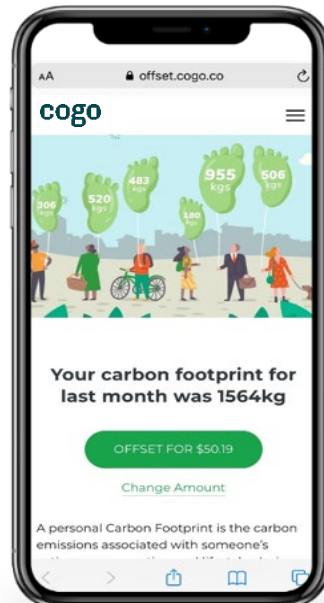 AA offset.cogo.co
cogo
306
kgs
520
kgs
483
kgs
180
kgs
955
kgs
506
kgs
Your carbon footprint for
last month was 1564kg
OFFSET FOR $50.19
Change Amount
A personal Carbon Footprint is the carbon
emissions associated with someone's